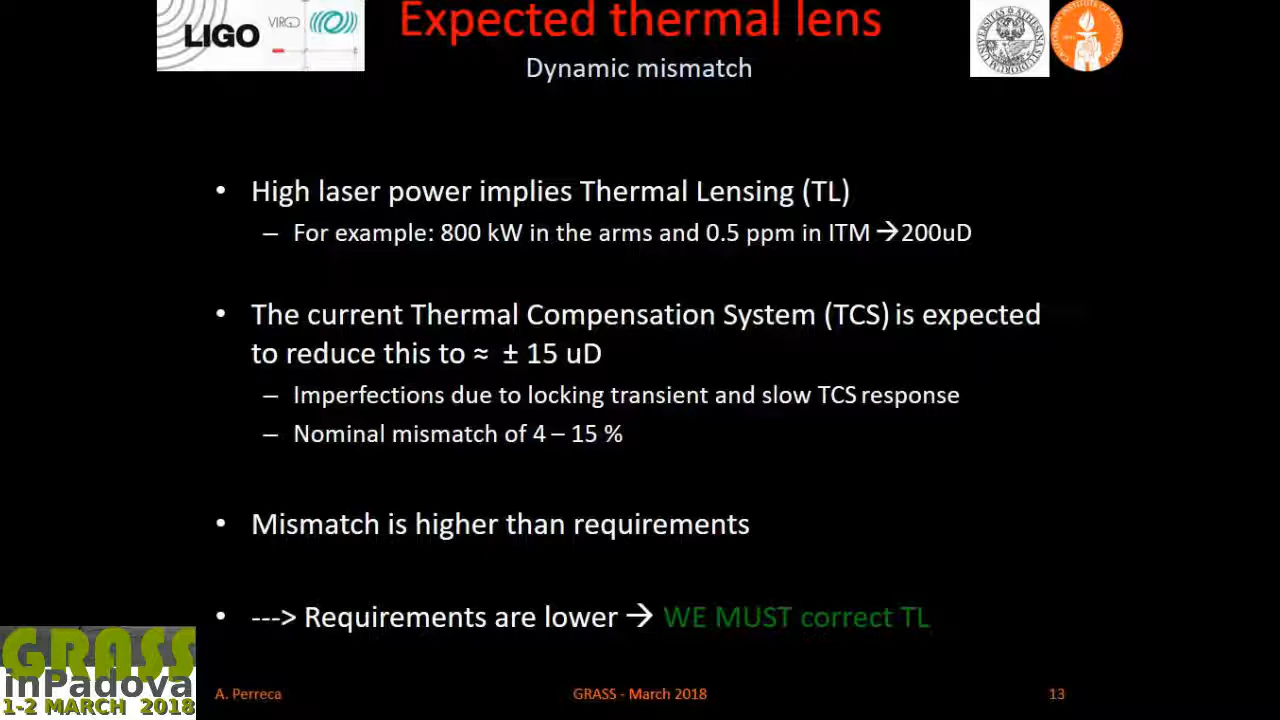 LIGO
VIRGO
Expected thermal lens
Dynamic mismatch
• High laser power implies Thermal Lensing (TL)
– For example: 800 kW in the arms and 0.5 ppm in ITM →200uD
• The current Thermal Compensation System (TCS) is expected
to reduce this to ≈ ± 15 uD
– Imperfections due to locking transient and slow TCS response
– Nominal mismatch of 4 – 15 %
• Mismatch is higher than requirements
• ---> Requirements are lower → WE MUST correct TL
GRASS
inPadova
1-2 MARCH 2018
A. Perreca
GRASS - March 2018
13